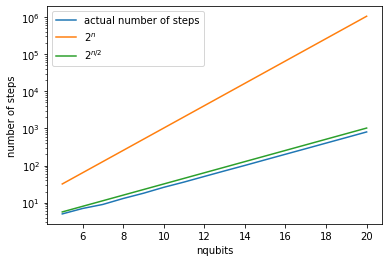 actual number of steps
2^n
2^{n/2}
number of steps
10^6
10^5
10^4
10^3
10^2
10^1
6 8 10 12 14 16 18 20
nqubits